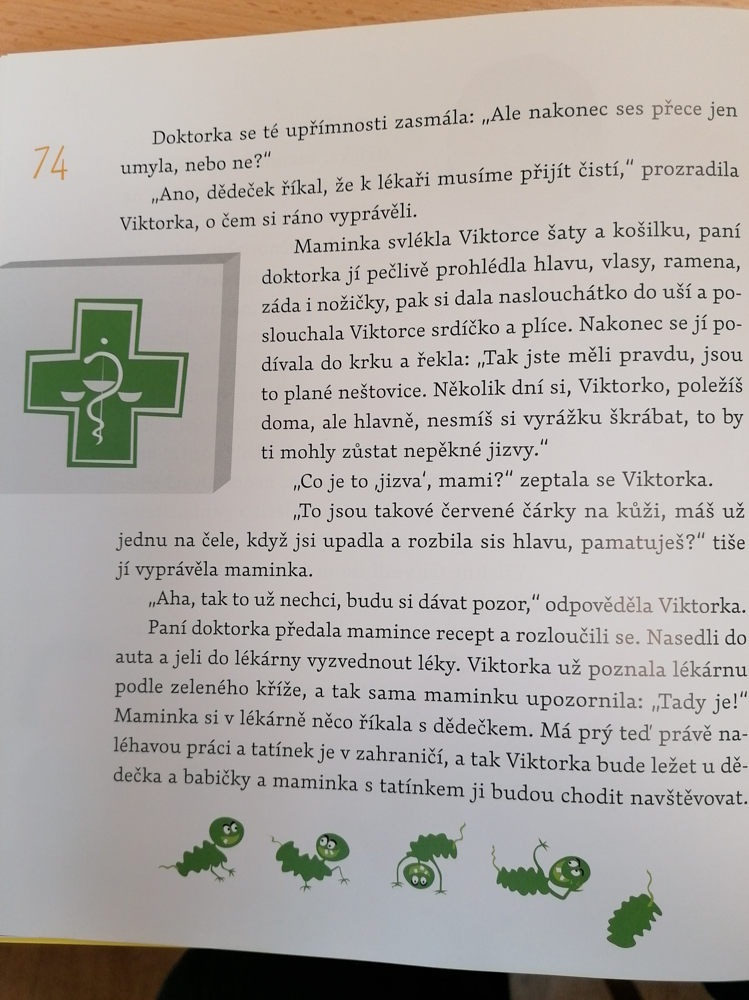 74
Doktorka se té upřímnosti zasmála: „Ale nakonec ses přece jen
umyla, nebo ne?“
„Ano, dědeček říkal, že k lékaři musíme přijít čistí,“ prozradila
Viktorka, o čem si ráno vyprávěli.
Maminka svlékla Viktorce šaty a košilku, paní
doktorka jí pečlivě prohlédla hlavu, vlasy, ramena,
záda i nožičky, pak si dala naslouchátko do uší a po-
slouchala Viktorce srdíčko a plíce. Nakonec se jí po-
dívala do krku a řekla: „Tak jste měli pravdu, jsou
to plané neštovice. Několik dní si, Viktorko, poležíš
doma, ale hlavně, nesmíš si vyrážku škrábat, to by
ti mohly zůstat nepěkné jizvy.“
„Co je to ‚jizva‘, mami?“ zeptala se Viktorka.
„To jsou takové červené čárky na kůži, máš už
jednu na čele, když jsi upadla a rozbila sis hlavu, pamatuješ?“ tiše
jí vyprávěla maminka.
„Aha, tak to už nechci, budu si dávat pozor,“ odpověděla Viktorka.
Paní doktorka předala mamince recept a rozloučili se. Nasedli do
auta a jeli do lékárny vyzvednout léky. Viktorka už poznala lékárnu
podle zeleného kříže, a tak sama maminku upozornila: „Tady je!“
Maminka si v lékárně něco říkala s dědečkem. Má prý teď právě na-
léhavou práci a tatínek je v zahraničí, a tak Viktorka bude ležet u dě-
dečka a babičky a maminka s tatínkem ji budou chodit navštěvovat.